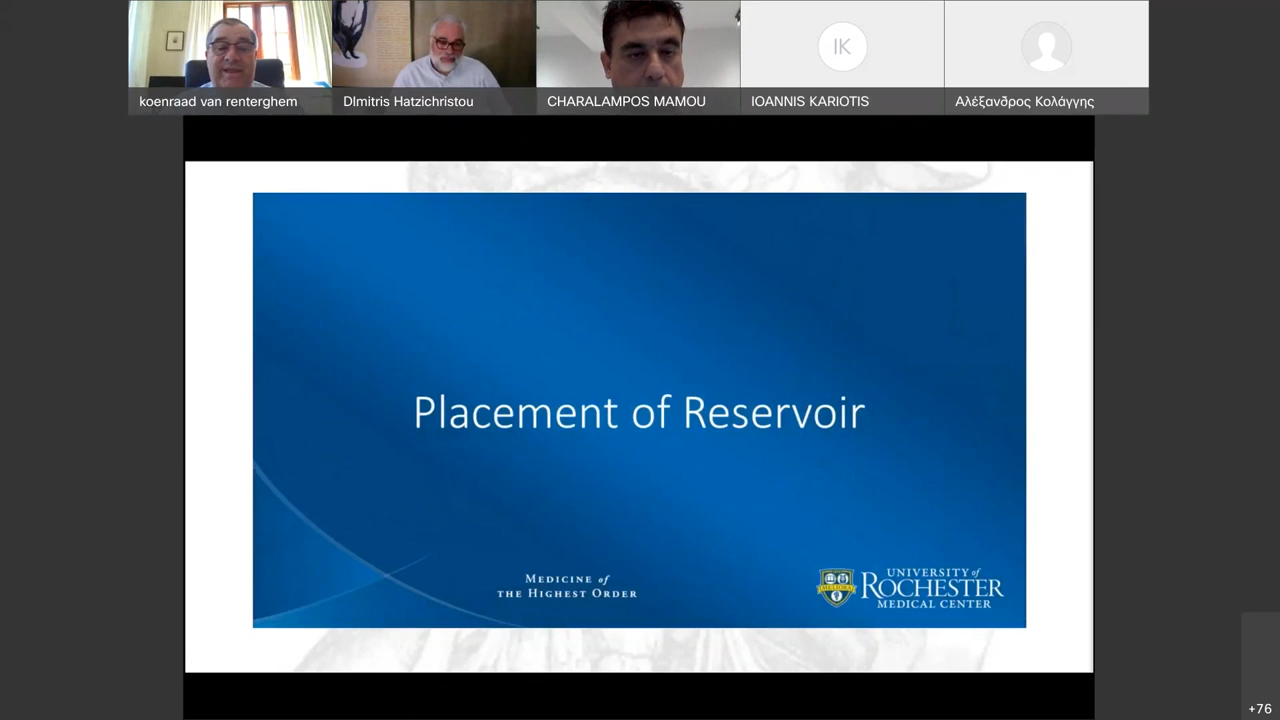 koenraad van renterghem
DImitris Hatzichristou
CHARALAMPOS MAMOU
IK
IOANNIS KARIOTIS
Αλέξανδρος Κολάγγης
Placement of Reservoir
MEDICINE of
THE HIGHEST ORDER
UNIVERSITY of
ROCHESTER
MEDICAL CENTER
+76